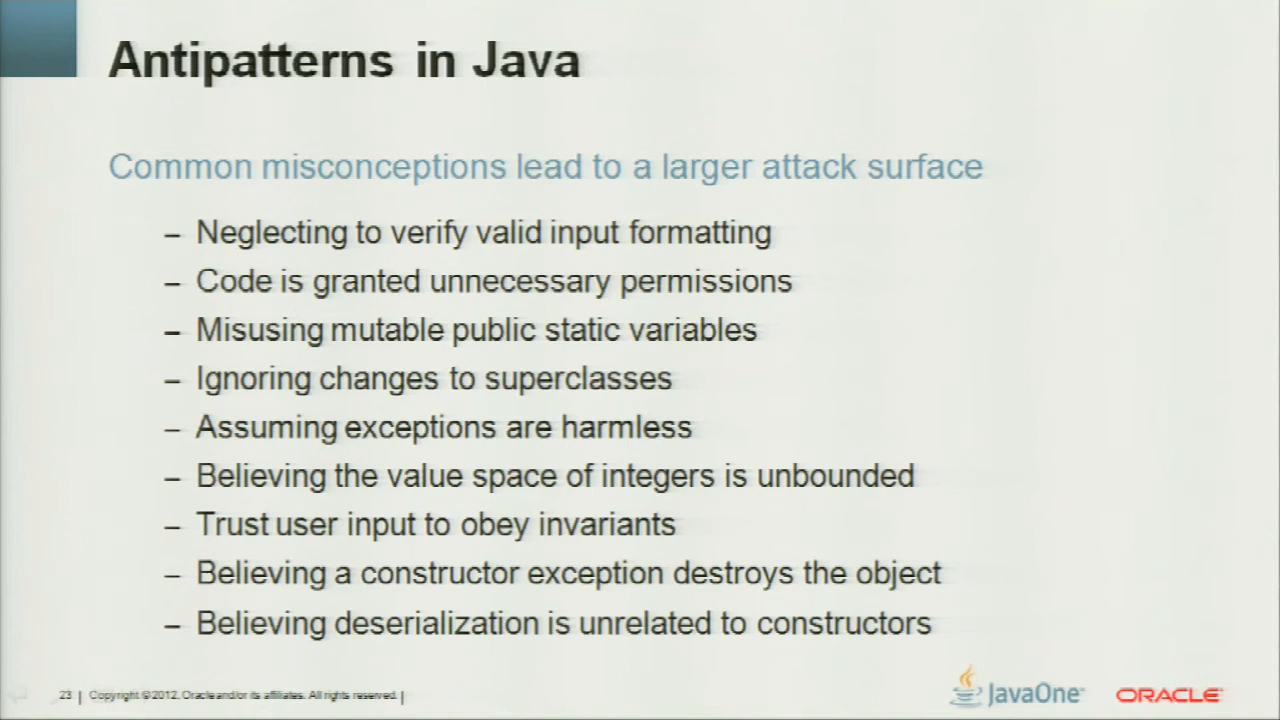 Antipatterns in Java
Common misconceptions lead to a larger attack surface
– Neglecting to verify valid input formatting
– Code is granted unnecessary permissions
– Misusing mutable public static variables
– Ignoring changes to superclasses
– Assuming exceptions are harmless
– Believing the value space of integers is unbounded
– Trust user input to obey invariants
– Believing a constructor exception destroys the object
– Believing deserialization is unrelated to constructors
23 | Copyright © 2012, Oracle and/or its affiliates. All rights reserved. |
JavaOne™ ORACLE®